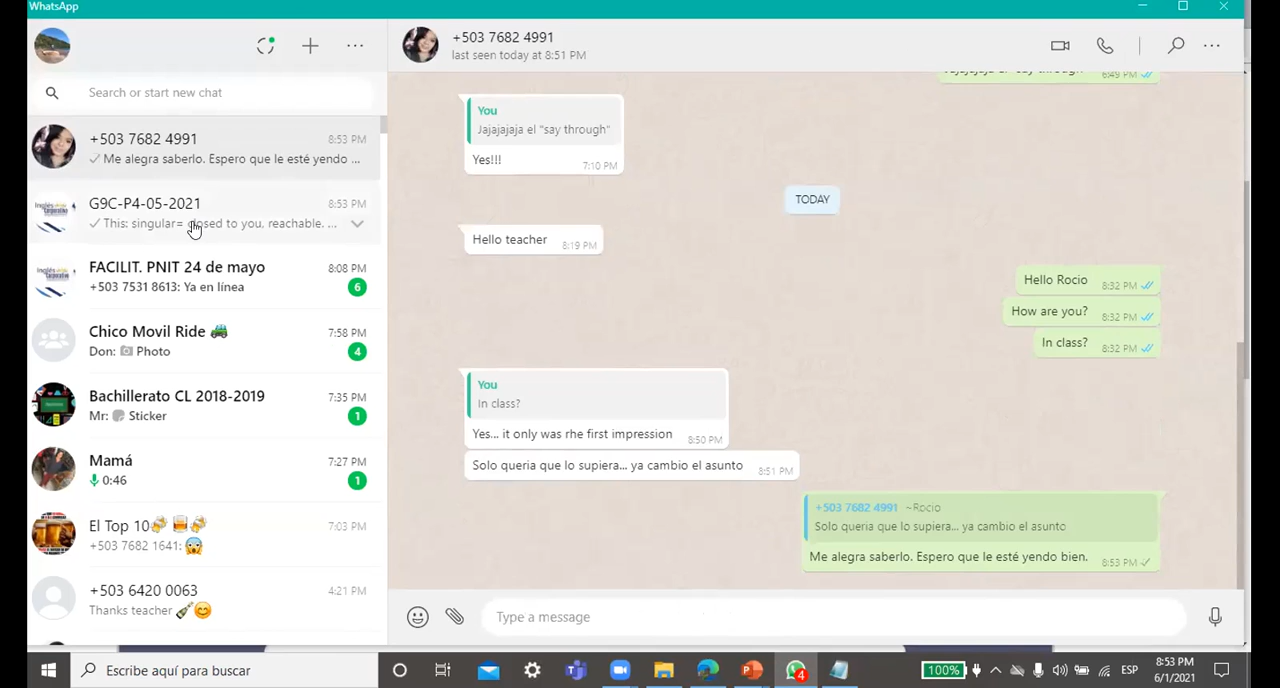 WhatsApp
Search or start new chat
+503 7682 4991
8:53 PM
Me alegra saberlo. Espero que le esté yendo ...
G9C-P4-05-2021
8:53 PM
This: singular= closed to you, reachable. ...
FACILIT. PNIT 24 de mayo
8:08 PM
+503 7531 8613: Ya en línea
6
Chico Movil Ride
7:58 PM
Don: Photo
4
Bachillerato CL 2018-2019
7:35 PM
Mr: Sticker
1
Mamá
7:27 PM
0:46
1
El Top 10
7:03 PM
+503 7682 1641:
+503 6420 0063
4:21 PM
Thanks teacher
+503 7682 4991
last seen today at 8:51 PM
6:49 PM
You
Jajajajaja el "say through"
Yes!!!
7:10 PM
TODAY
Hello teacher
8:19 PM
Hello Rocio
8:32 PM
How are you?
8:32 PM
In class?
8:32 PM
You
In class?
Yes... it only was rhe first impression
8:50 PM
Solo queria que lo supiera... ya cambio el asunto
8:51 PM
+503 7682 4991 ~Rocio
Solo queria que lo supiera... ya cambio el asunto
Me alegra saberlo. Espero que le esté yendo bien.
8:53 PM
Type a message
Escribe aquí para buscar
4
100%
ESP
8:53 PM
6/1/2021